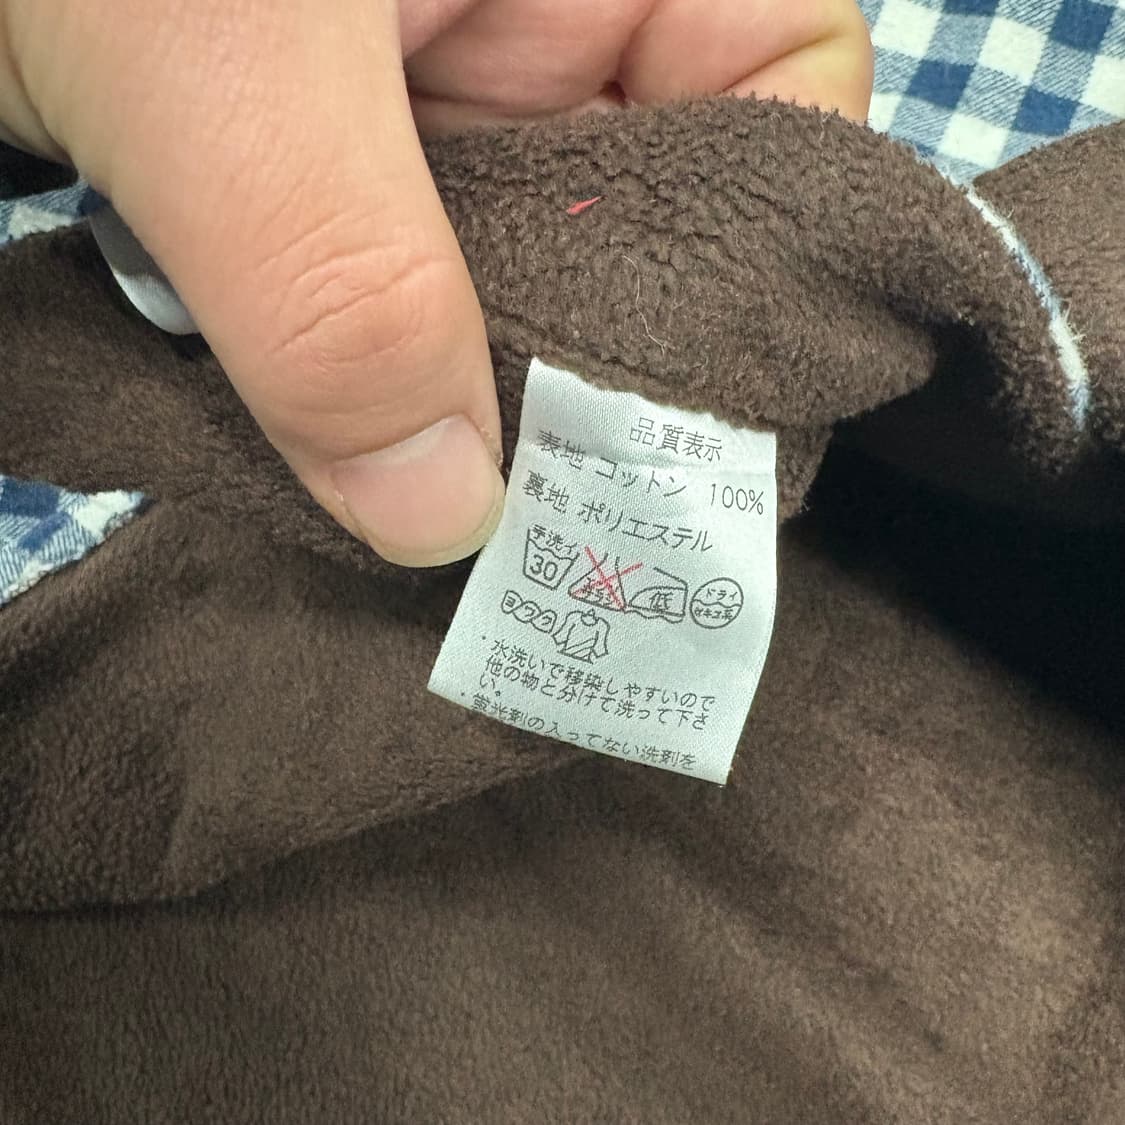 品質表示
表地 コットン 100%
裏地 ポリエステル
手洗イ 30 エンソ 低 ドライ セキユ系
ヨワク
・水洗いで移染しやすいので
他の物と分けて洗って下さ
い。
・蛍光剤の入ってない洗剤を